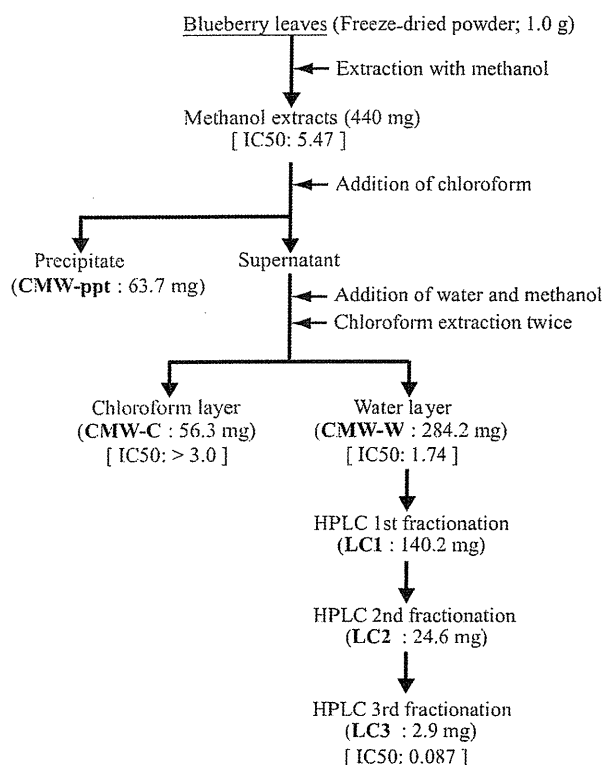 Blueberry leaves (Freeze-dried powder; 1.0 g)
Extraction with methanol
Methanol extracts (440 mg)
[ IC50: 5.47 ]
Addition of chloroform
Precipitate
(CMW-ppt : 63.7 mg)
Supernatant
Addition of water and methanol
Chloroform extraction twice
Chloroform layer
(CMW-C : 56.3 mg)
[ IC50: > 3.0 ]
Water layer
(CMW-W : 284.2 mg)
[ IC50: 1.74 ]
HPLC 1st fractionation
(LC1 : 140.2 mg)
HPLC 2nd fractionation
(LC2 : 24.6 mg)
HPLC 3rd fractionation
(LC3 : 2.9 mg)
[ IC50: 0.087 ]